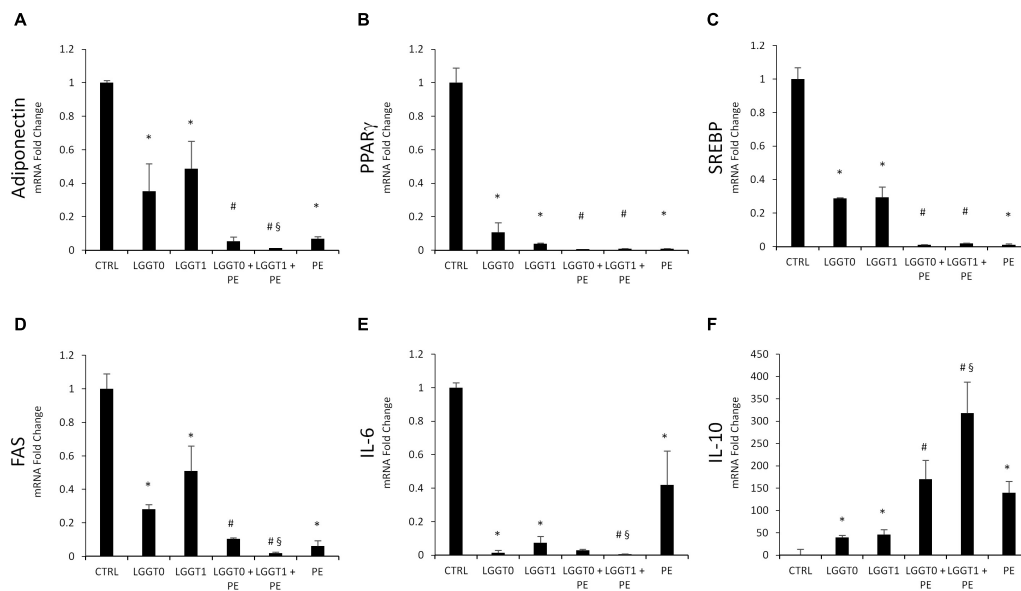 A
Adiponectin
mRNA Fold Change
1.2
1
0.8
0.6
0.4
0.2
0
*
*
#
# §
*
CTRL LGGT0 LGGT1 LGGT0 + LGGT1 + PE
PE PE
B
PPARγ
mRNA Fold Change
1.2
1
0.8
0.6
0.4
0.2
0
*
*
#
#
*
CTRL LGGT0 LGGT1 LGGT0 + LGGT1 + PE
PE PE
C
SREBP
mRNA Fold Change
1.2
1
0.8
0.6
0.4
0.2
0
*
*
#
#
*
CTRL LGGT0 LGGT1 LGGT0 + LGGT1 + PE
PE PE
D
FAS
mRNA Fold Change
1.2
1
0.8
0.6
0.4
0.2
0
*
*
#
# §
*
CTRL LGGT0 LGGT1 LGGT0 + LGGT1 + PE
PE PE
E
IL-6
mRNA Fold Change
1.2
1
0.8
0.6
0.4
0.2
0
*
*
# §
*
CTRL LGGT0 LGGT1 LGGT0 + LGGT1 + PE
PE PE
F
IL-10
mRNA Fold Change
450
400
350
300
250
200
150
100
50
0
*
*
#
# §
*
CTRL LGGT0 LGGT1 LGGT0 + LGGT1 + PE
PE PE